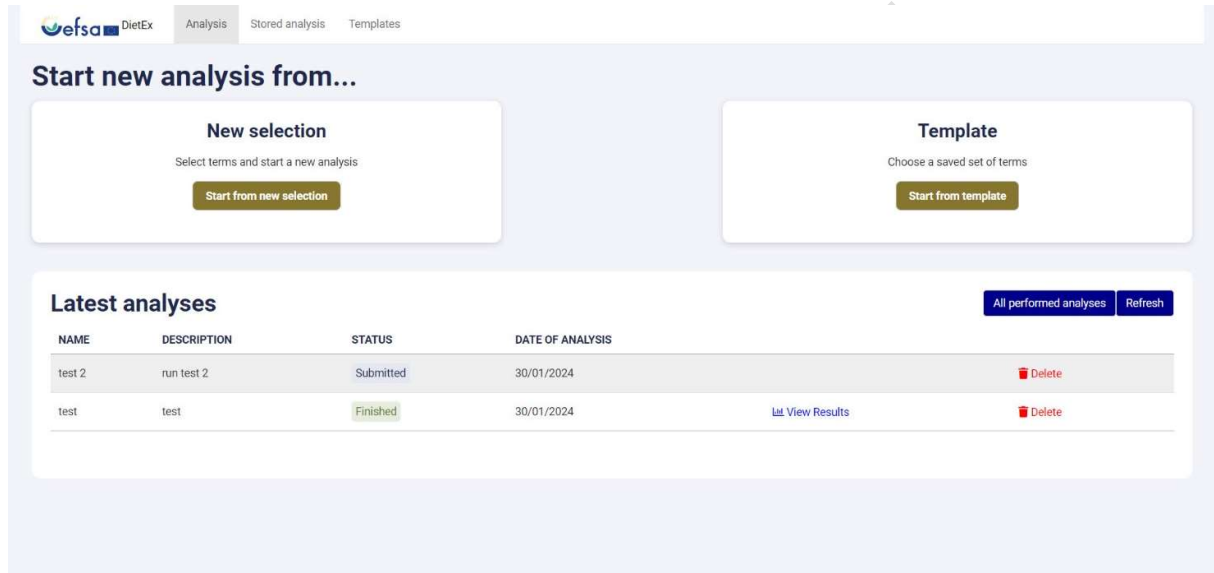 efsa DietEx Analysis Stored analysis Templates
Start new analysis from...
New selection
Select terms and start a new analysis
Start from new selection
Template
Choose a saved set of terms
Start from template
Latest analyses
All performed analyses Refresh
NAME DESCRIPTION STATUS DATE OF ANALYSIS
test 2 run test 2 Submitted 30/01/2024 Delete
test test Finished 30/01/2024 View Results Delete